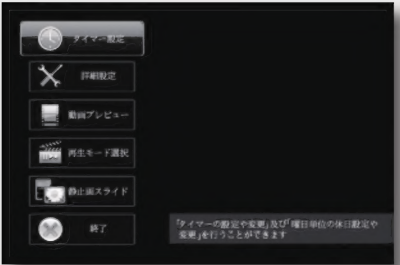 タイマー設定
詳細設定
動画プレビュー
再生モード選択
静止画スライド
終了
「タイマーの設定や変更」及び「曜日単位の休日設定や
変更」を行うことができます